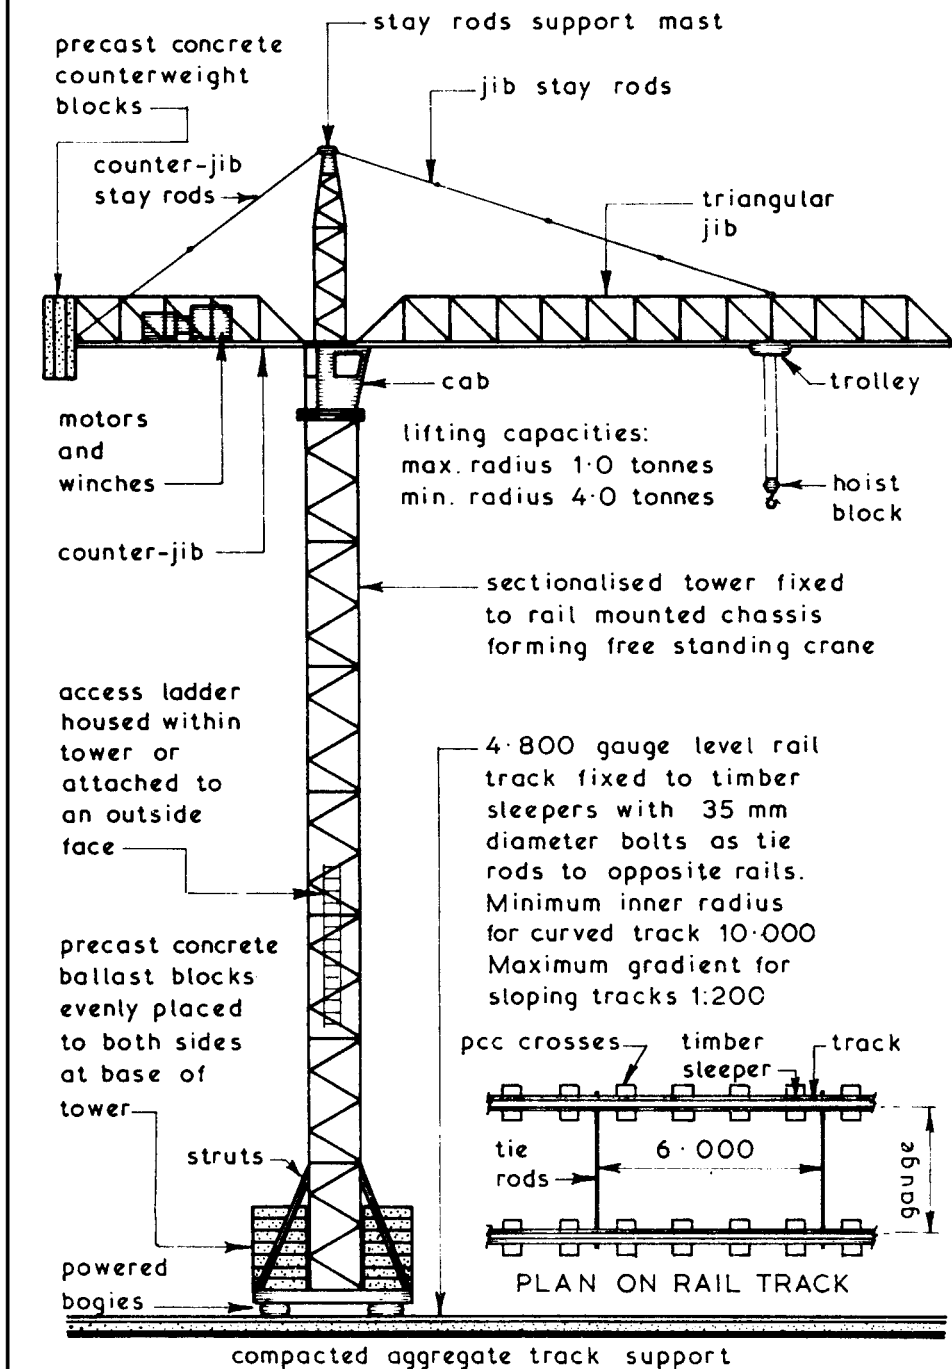 stay rods support mast
precast concrete
counterweight
blocks
jib stay rods
counter-jib
stay rods
triangular
jib
cab
trolley
motors
and
winches
lifting capacities:
max. radius 1·0 tonnes
min. radius 4·0 tonnes
hoist
block
counter-jib
sectionalised tower fixed
to rail mounted chassis
forming free standing crane
access ladder
housed within
tower or
attached to
an outside
face
4·800 gauge level rail
track fixed to timber
sleepers with 35 mm
diameter bolts as tie
rods to opposite rails.
Minimum inner radius
for curved track 10·000
Maximum gradient for
sloping tracks 1:200
precast concrete
ballast blocks
evenly placed
to both sides
at base of
tower
pcc crosses
timber
sleeper
track
tie
rods
6·000
gauge
struts
powered
bogies
PLAN ON RAIL TRACK
compacted aggregate track support